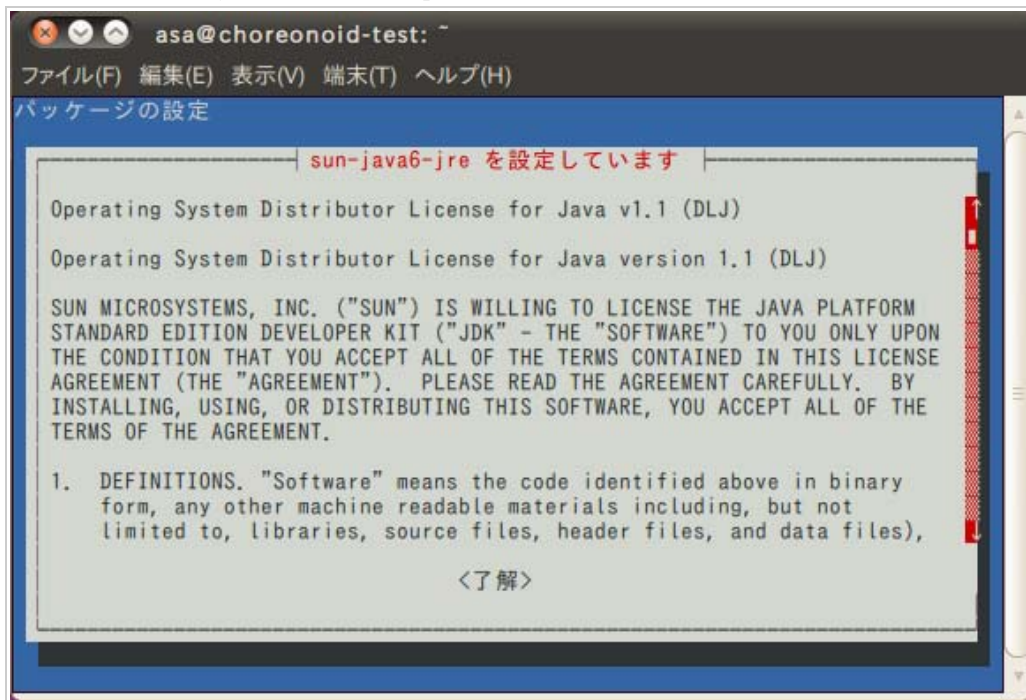 asa@choreonoid-test: ~
ファイル(F) 編集(E) 表示(V) 端末(T) ヘルプ(H)
パッケージの設定
sun-java6-jre を設定しています
Operating System Distributor License for Java v1.1 (DLJ)
Operating System Distributor License for Java version 1.1 (DLJ)
SUN MICROSYSTEMS, INC. ("SUN") IS WILLING TO LICENSE THE JAVA PLATFORM
STANDARD EDITION DEVELOPER KIT ("JDK" - THE "SOFTWARE") TO YOU ONLY UPON
THE CONDITION THAT YOU ACCEPT ALL OF THE TERMS CONTAINED IN THIS LICENSE
AGREEMENT (THE "AGREEMENT").  PLEASE READ THE AGREEMENT CAREFULLY.  BY
INSTALLING, USING, OR DISTRIBUTING THIS SOFTWARE, YOU ACCEPT ALL OF THE
TERMS OF THE AGREEMENT.
1.  DEFINITIONS. "Software" means the code identified above in binary
form, any other machine readable materials including, but not
limited to, libraries, source files, header files, and data files),
<了解>